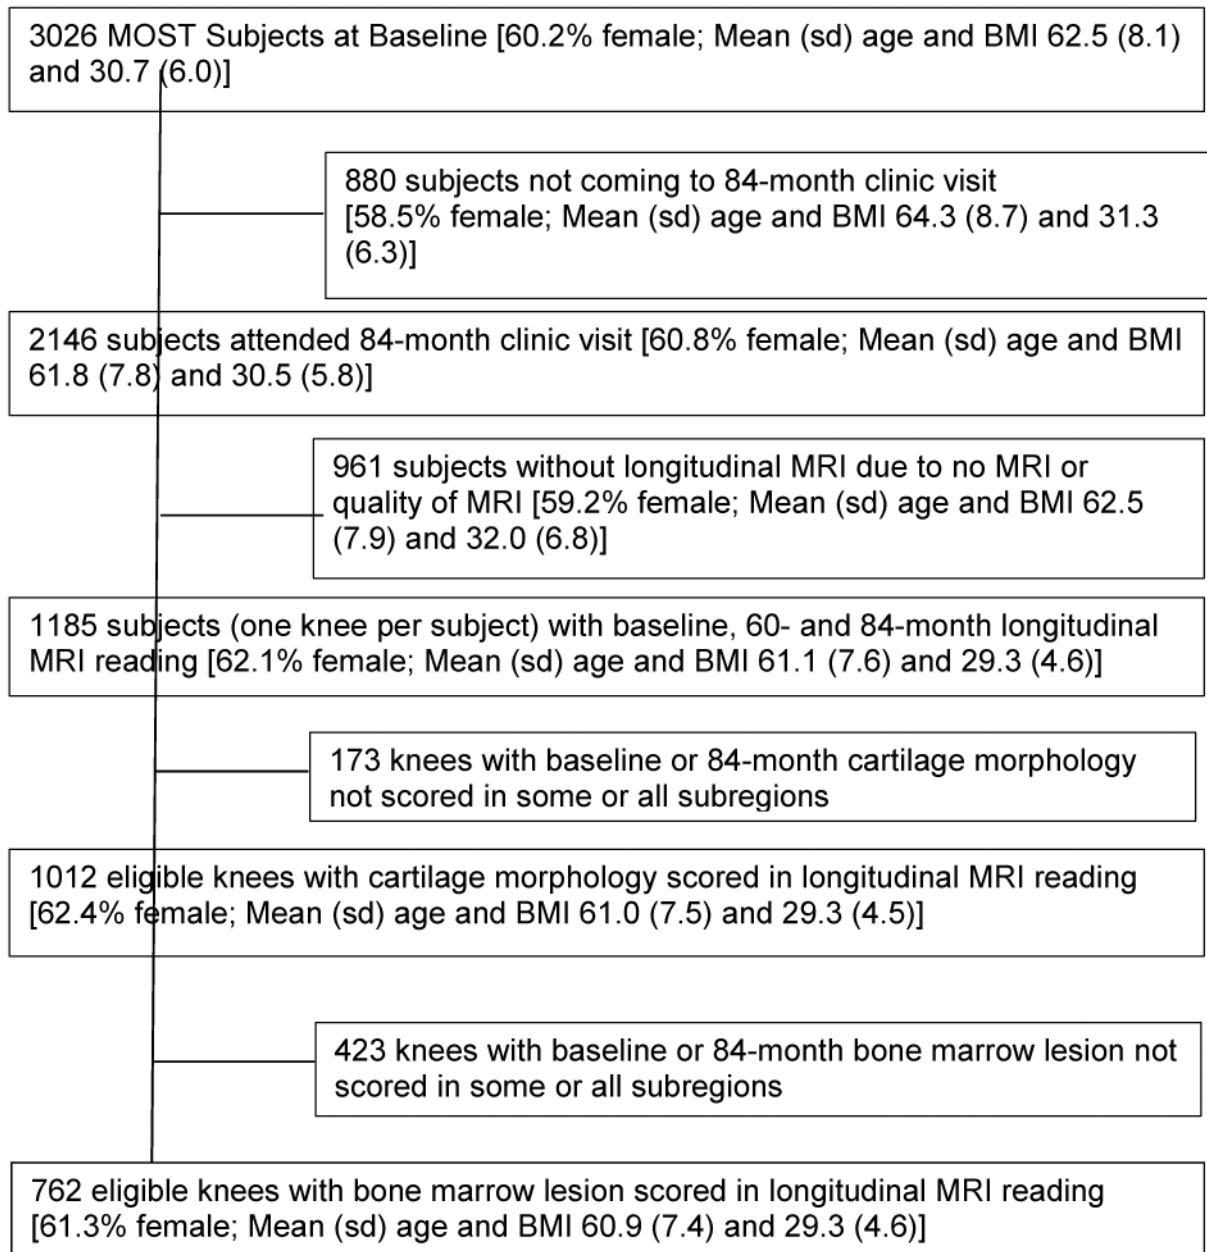 3026 MOST Subjects at Baseline [60.2% female; Mean (sd) age and BMI 62.5 (8.1)
and 30.7 (6.0)]
880 subjects not coming to 84-month clinic visit
[58.5% female; Mean (sd) age and BMI 64.3 (8.7) and 31.3
(6.3)]
2146 subjects attended 84-month clinic visit [60.8% female; Mean (sd) age and BMI
61.8 (7.8) and 30.5 (5.8)]
961 subjects without longitudinal MRI due to no MRI or
quality of MRI [59.2% female; Mean (sd) age and BMI 62.5
(7.9) and 32.0 (6.8)]
1185 subjects (one knee per subject) with baseline, 60- and 84-month longitudinal
MRI reading [62.1% female; Mean (sd) age and BMI 61.1 (7.6) and 29.3 (4.6)]
173 knees with baseline or 84-month cartilage morphology
not scored in some or all subregions
1012 eligible knees with cartilage morphology scored in longitudinal MRI reading
[62.4% female; Mean (sd) age and BMI 61.0 (7.5) and 29.3 (4.5)]
423 knees with baseline or 84-month bone marrow lesion not
scored in some or all subregions
762 eligible knees with bone marrow lesion scored in longitudinal MRI reading
[61.3% female; Mean (sd) age and BMI 60.9 (7.4) and 29.3 (4.6)]